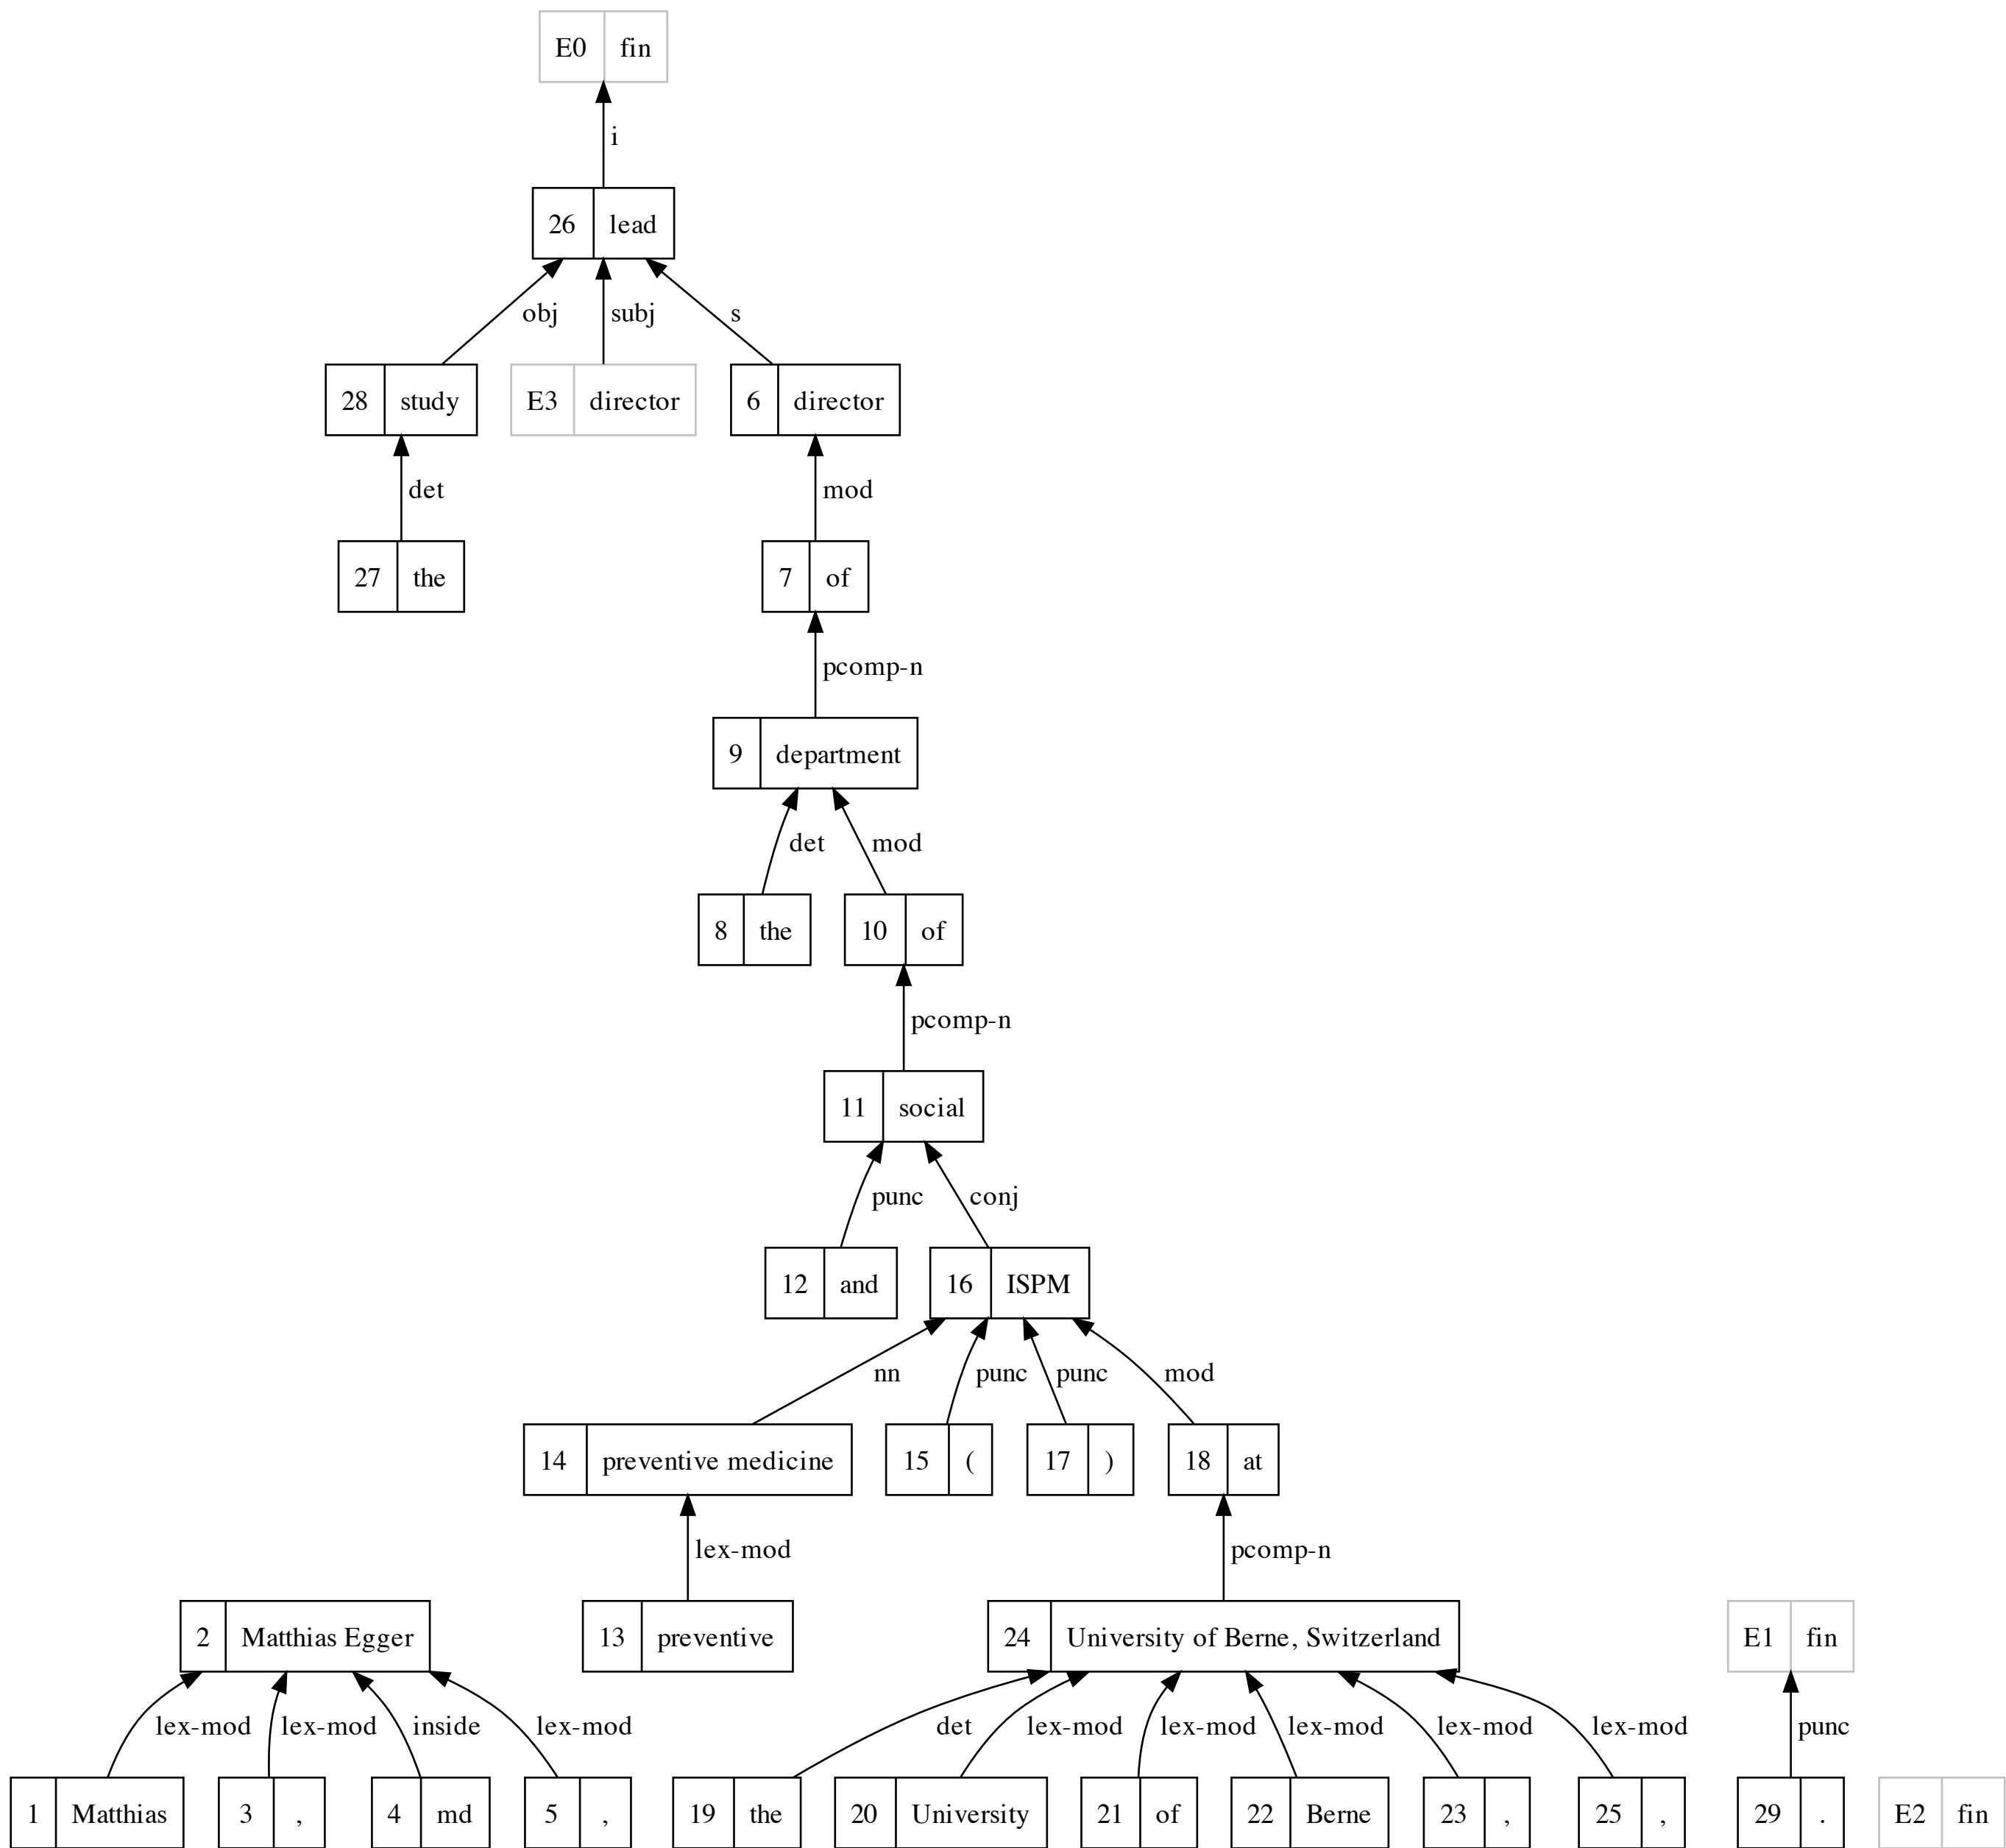 E0 fin
i
26 lead
obj subj s
28 study E3 director 6 director
det mod
27 the 7 of
pcomp-n
9 department
det mod
8 the 10 of
pcomp-n
11 social
punc conj
12 and 16 ISPM
nn punc punc mod
14 preventive medicine 15 ( 17 ) 18 at
lex-mod pcomp-n
2 Matthias Egger 13 preventive 24 University of Berne, Switzerland E1 fin
lex-mod lex-mod inside lex-mod det lex-mod lex-mod lex-mod lex-mod lex-mod punc
1 Matthias 3 , 4 md 5 , 19 the 20 University 21 of 22 Berne 23 , 25 , 29 . E2 fin